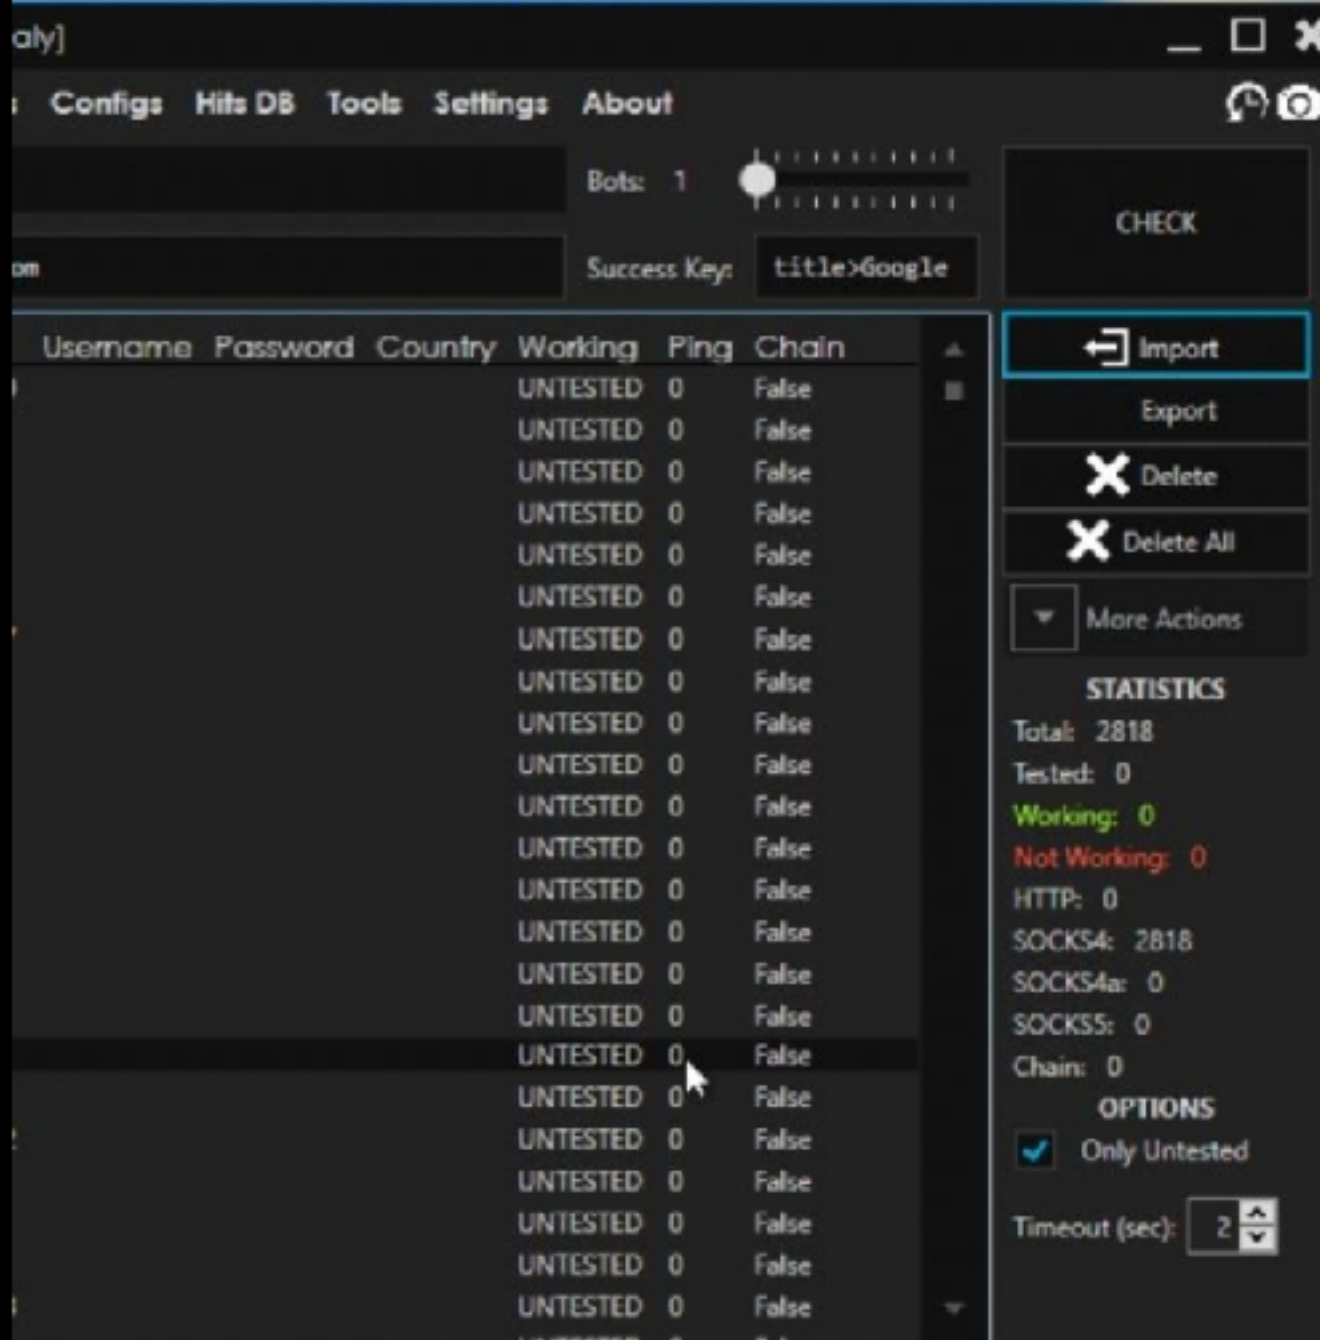 aly]
Configs Hits DB Tools Settings About
Bots: 1
CHECK
om Success Key: title>Google
Username Password Country Working Ping Chain
Import
UNTESTED 0 False
Export
UNTESTED 0 False
UNTESTED 0 False
Delete
UNTESTED 0 False
Delete All
UNTESTED 0 False
UNTESTED 0 False
More Actions
UNTESTED 0 False
UNTESTED 0 False
STATISTICS
UNTESTED 0 False
Total: 2818
UNTESTED 0 False
Tested: 0
UNTESTED 0 False
Working: 0
UNTESTED 0 False
Not Working: 0
UNTESTED 0 False
HTTP: 0
UNTESTED 0 False
SOCKS4: 2818
UNTESTED 0 False
SOCKS4a: 0
UNTESTED 0 False
SOCKS5: 0
UNTESTED 0 False
Chain: 0
UNTESTED 0 False
OPTIONS
UNTESTED 0 False
Only Untested
UNTESTED 0 False
UNTESTED 0 False
Timeout (sec): 2
UNTESTED 0 False
UNTESTED 0 False